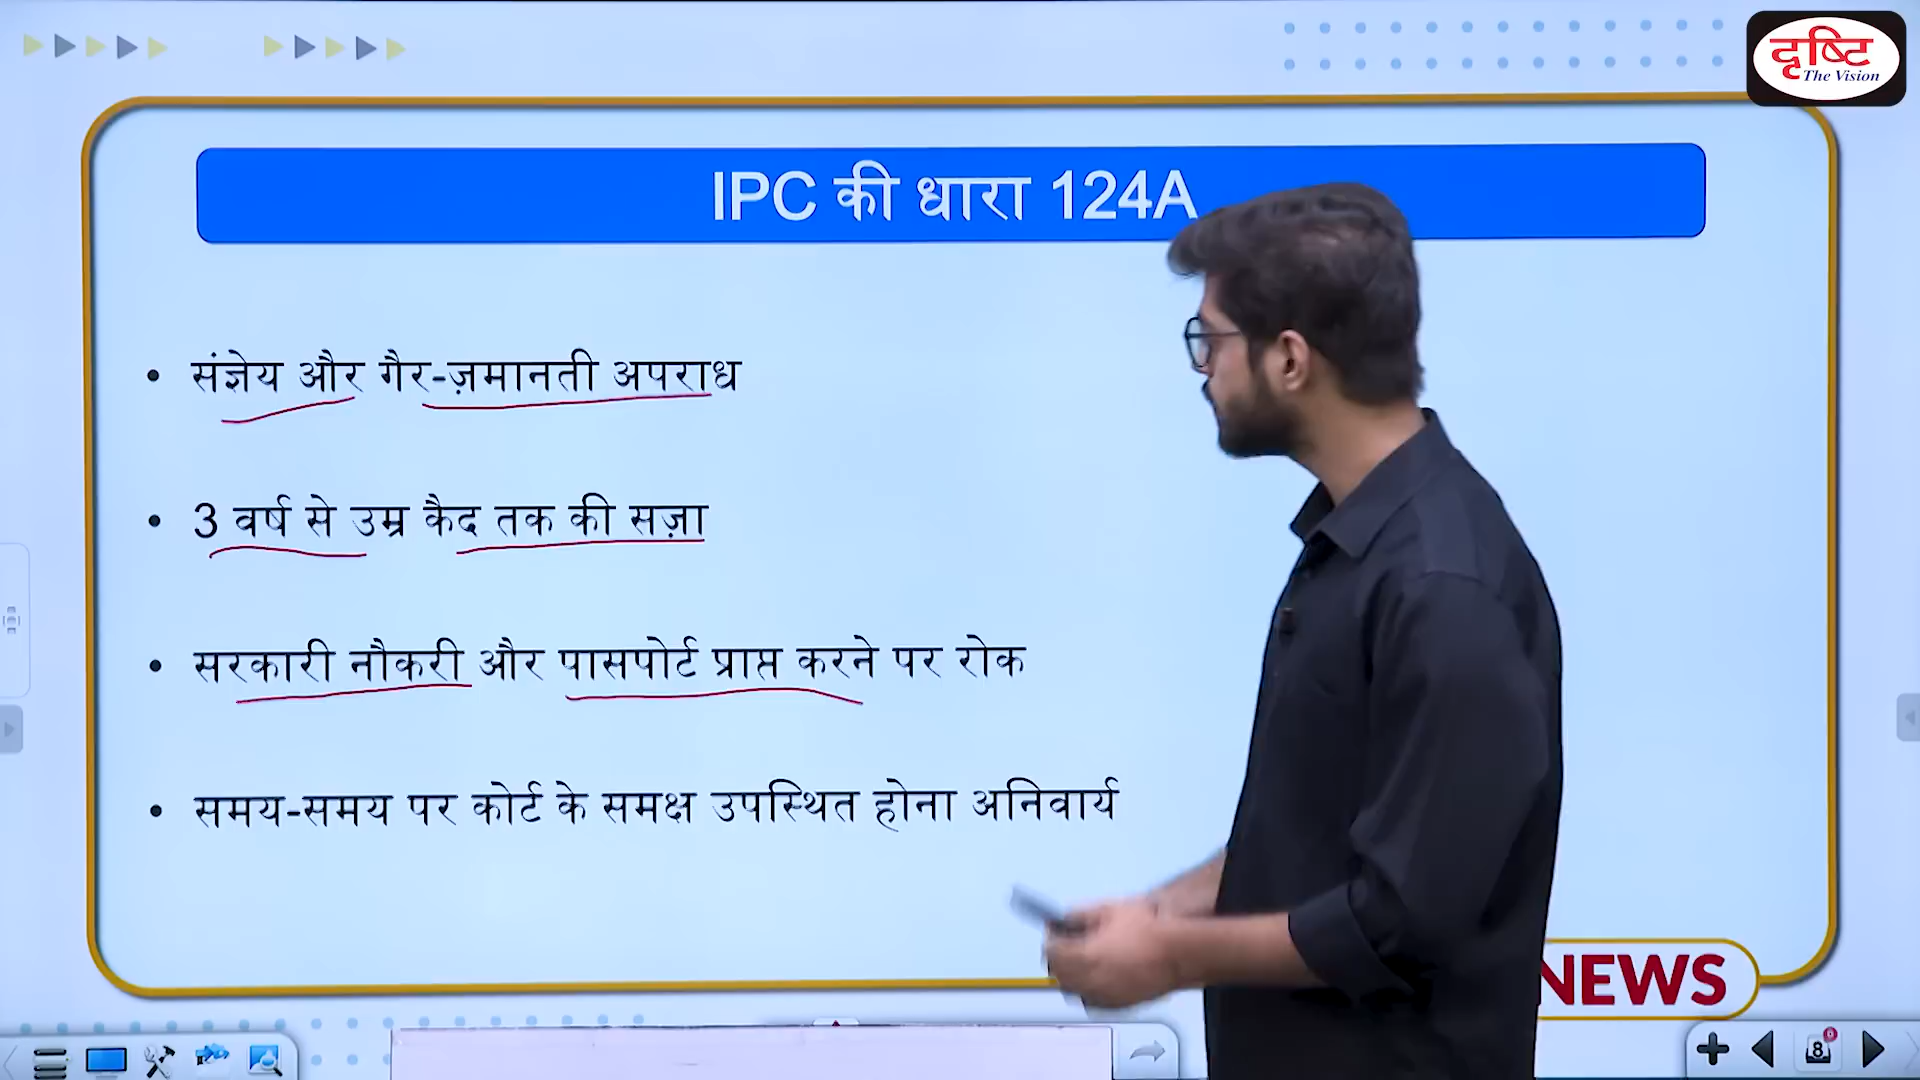 दृष्टि
The Vision
IPC की धारा 124A
• संज्ञेय और गैर-ज़मानती अपराध
• 3 वर्ष से उम्र कैद तक की सज़ा
• सरकारी नौकरी और पासपोर्ट प्राप्त करने पर रोक
• समय-समय पर कोर्ट के समक्ष उपस्थित होना अनिवार्य
NEWS
8